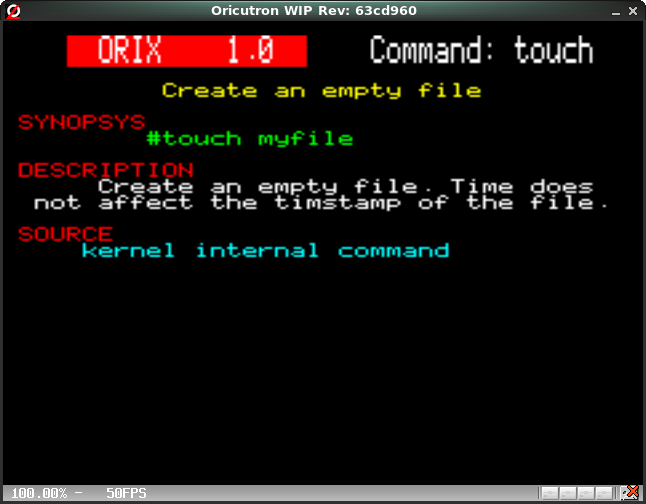 Oricutron WIP Rev: 63cd960
ORIX 1.0 Command: touch
Create an empty file
SYNOPSYS
#touch myfile
DESCRIPTION
Create an empty file. Time does
not affect the timstamp of the file.
SOURCE
kernel internal command
100.00% - 50FPS